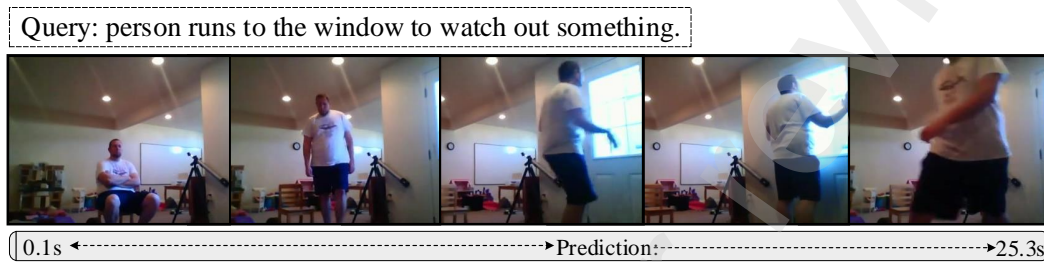 Query: person runs to the window to watch out something.
0.1s Prediction: 25.3s